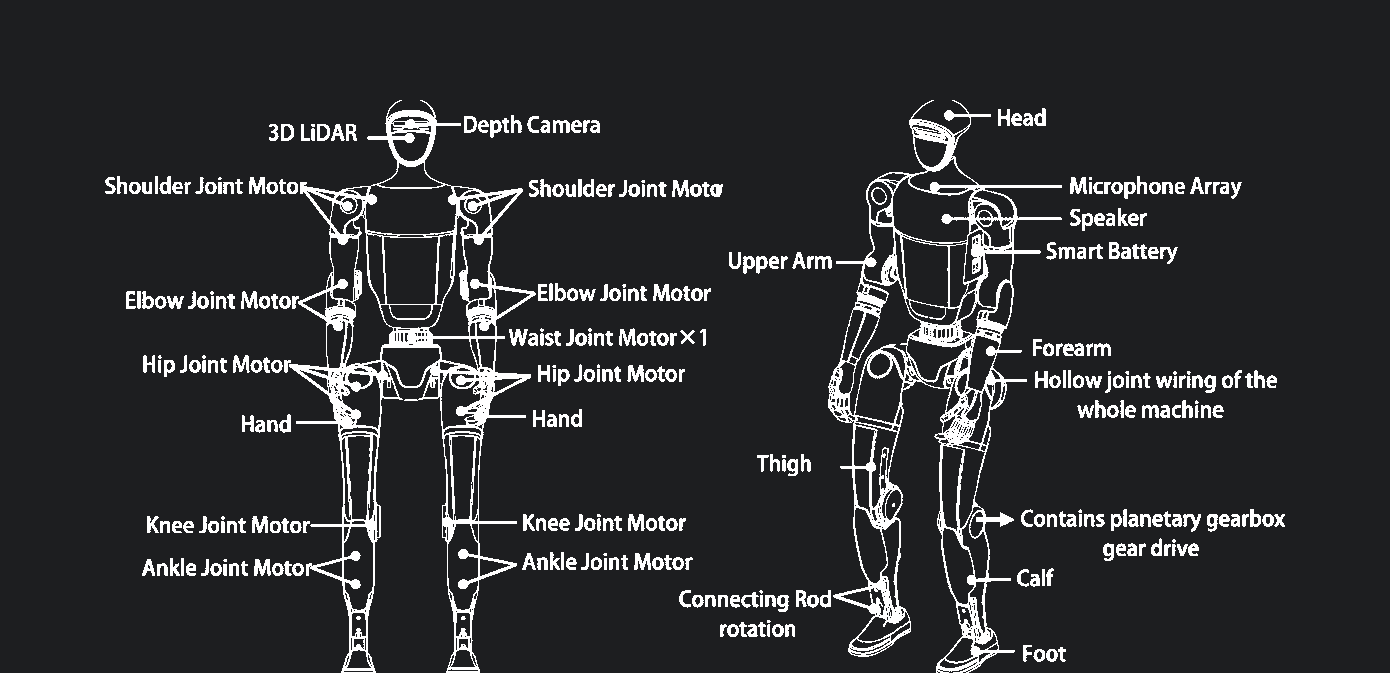 Depth Camera
3D LiDAR
Shoulder Joint Motor
Shoulder Joint Motor
Elbow Joint Motor
Elbow Joint Motor
Waist Joint Motor×1
Hip Joint Motor
Hip Joint Motor
Hand
Hand
Knee Joint Motor
Knee Joint Motor
Ankle Joint Motor
Ankle Joint Motor
Head
Microphone Array
Speaker
Smart Battery
Upper Arm
Forearm
Hollow joint wiring of the
whole machine
Thigh
Contains planetary gearbox
gear drive
Calf
Connecting Rod
rotation
Foot